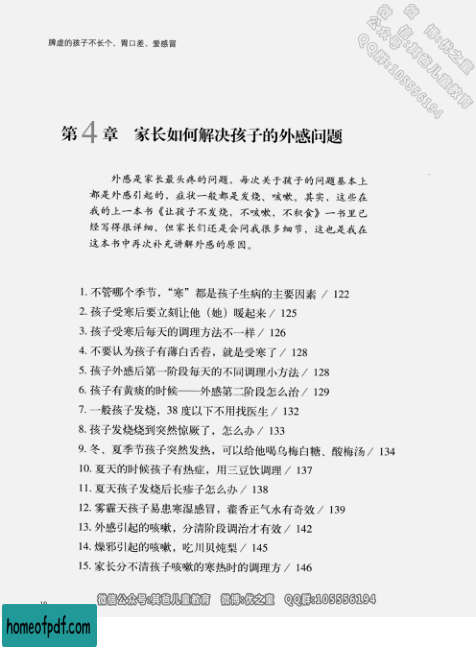 脾虚的孩子不长个、胃口差、爱感冒
微 博:优之童
公众号:其爸儿童教育
QQ群:105556194
第4章 家长如何解决孩子的外感问题
外感是家长最头疼的问题,每次关于孩子的问题基本上
都是外感引起的,症状一般都是发烧、咳嗽。其实,这些在
我的上一本书《让孩子不发烧、不咳嗽、不积食》一书里已
经写得很详细,但家长们还是会问我很多细节,这也是我在
这本书中再次补充讲解外感的原因。
1. 不管哪个季节,“寒”都是孩子生病的主要因素 / 122
2. 孩子受寒后要立刻让他(她)暖起来 / 125
3. 孩子受寒后每天的调理方法不一样 / 126
4. 不要认为孩子有薄白舌苔,就是受寒了 / 128
5. 孩子外感后第一阶段每天的不同调理小方法 / 128
6. 孩子有黄痰的时候——外感第二阶段怎么治 / 129
7. 一般孩子发烧,38 度以下不用找医生 / 132
8. 孩子发烧烧到突然惊厥了,怎么办 / 133
9. 冬、夏季节孩子突然发热,可以给他喝乌梅白糖、酸梅汤 / 134
10. 夏天的时候孩子有热症,用三豆饮调理 / 137
11. 夏天孩子发烧后长疹子怎么办 / 138
12. 雾霾天孩子易患寒湿感冒,藿香正气水有奇效 / 139
13. 外感引起的咳嗽,分清阶段调治才有效 / 142
14. 燥邪引起的咳嗽,吃川贝炖梨 / 145
15. 家长分不清孩子咳嗽的寒热时的调理方 / 146
微信公众号:其爸儿童教育 微博:优之童 QQ群:105556194
homeofpdf.com